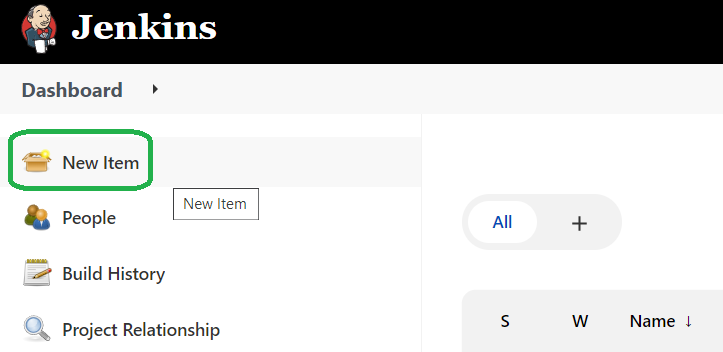 Jenkins
Dashboard
New Item
New Item
People
Build History
Project Relationship
All +
S W Name ↓